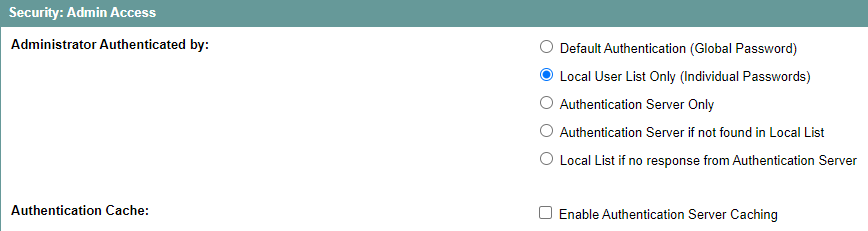 Security: Admin Access
Administrator Authenticated by:
Default Authentication (Global Password)
Local User List Only (Individual Passwords)
Authentication Server Only
Authentication Server if not found in Local List
Local List if no response from Authentication Server
Authentication Cache:
Enable Authentication Server Caching